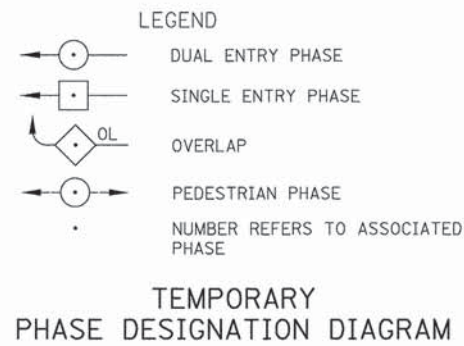 LEGEND
DUAL ENTRY PHASE
SINGLE ENTRY PHASE
OL
OVERLAP
PEDESTRIAN PHASE
NUMBER REFERS TO ASSOCIATED
PHASE
TEMPORARY
PHASE DESIGNATION DIAGRAM